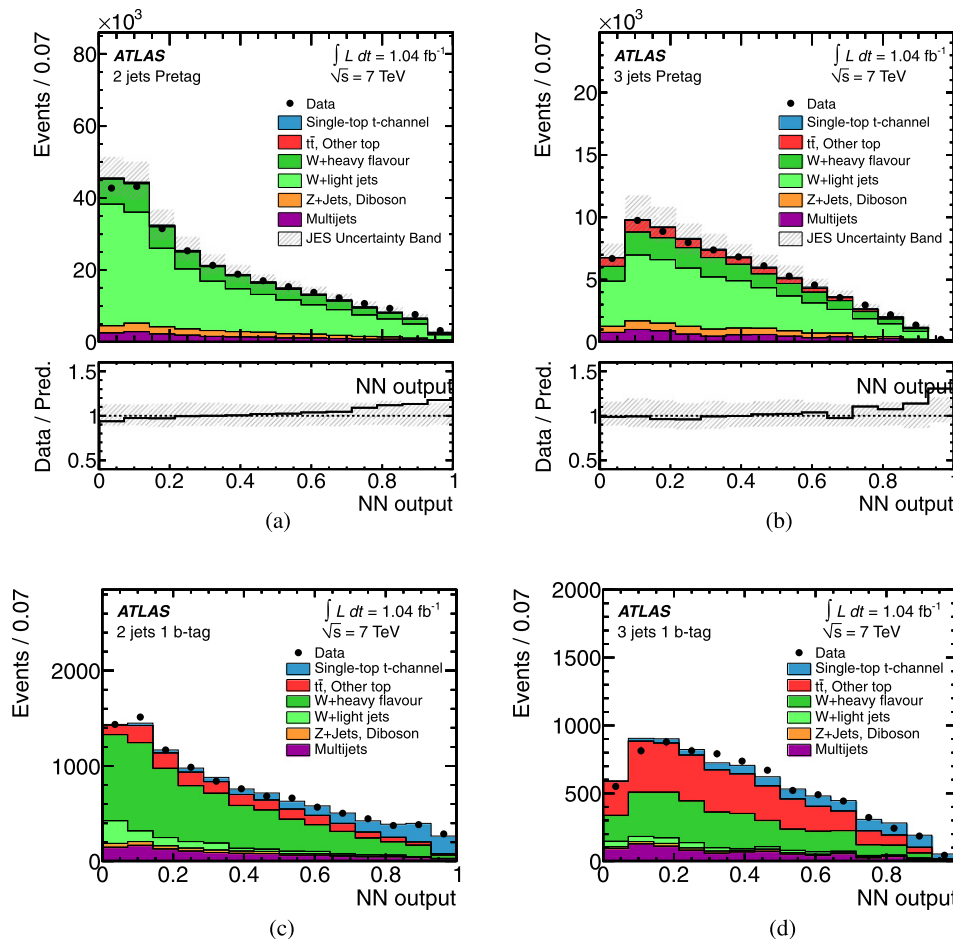 ×10³
Events / 0.07
80
60
40
20
0
ATLAS
2 jets Pretag
∫ L dt = 1.04 fb⁻¹
√s = 7 TeV
Data
Single-top t-channel
tt̄, Other top
W+heavy flavour
W+light jets
Z+Jets, Diboson
Multijets
JES Uncertainty Band
Data / Pred.
1.5
1
0.5
NN output
0 0.2 0.4 0.6 0.8 1
NN output
(a)
×10³
Events / 0.07
20
15
10
5
0
ATLAS
3 jets Pretag
∫ L dt = 1.04 fb⁻¹
√s = 7 TeV
Data
Single-top t-channel
tt̄, Other top
W+heavy flavour
W+light jets
Z+Jets, Diboson
Multijets
JES Uncertainty Band
Data / Pred.
1.5
1
0.5
NN output
0 0.2 0.4 0.6 0.8 1
NN output
(b)
Events / 0.07
2000
1000
0
ATLAS
2 jets 1 b-tag
∫ L dt = 1.04 fb⁻¹
√s = 7 TeV
Data
Single-top t-channel
tt̄, Other top
W+heavy flavour
W+light jets
Z+Jets, Diboson
Multijets
0 0.2 0.4 0.6 0.8 1
NN output
(c)
Events / 0.07
2000
1500
1000
500
0
ATLAS
3 jets 1 b-tag
∫ L dt = 1.04 fb⁻¹
√s = 7 TeV
Data
Single-top t-channel
tt̄, Other top
W+heavy flavour
W+light jets
Z+Jets, Diboson
Multijets
0 0.2 0.4 0.6 0.8
NN output
(d)